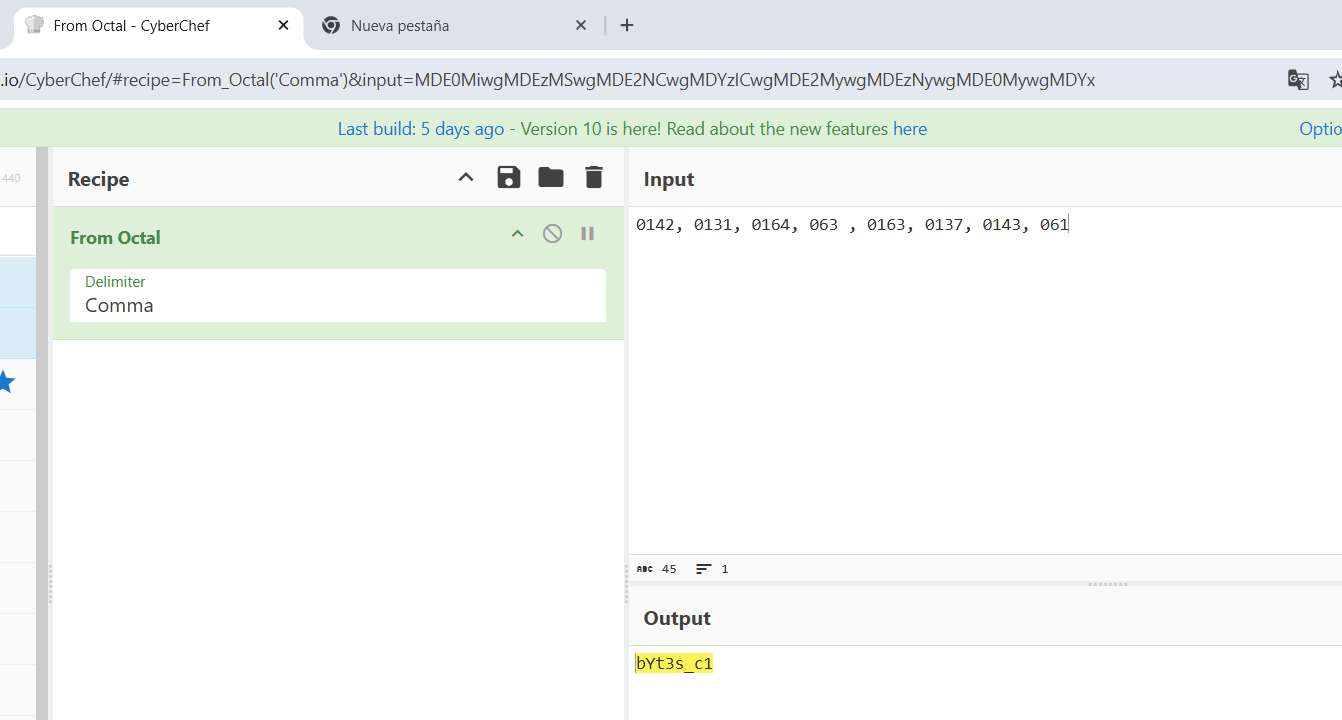 From Octal - CyberChef
Nueva pestaña
.io/CyberChef/#recipe=From_Octal('Comma')&input=MDE0MiwgMDEzMSwgMDE2NCwgMDYzICwgMDE2MywgMDEzNywgMDE0MywgMDYx
Last build: 5 days ago - Version 10 is here! Read about the new features here
Optio
440
Recipe
Input
From Octal
Delimiter
Comma
0142, 0131, 0164, 063 , 0163, 0137, 0143, 061
ABC 45 1
Output
bYt3s_c1